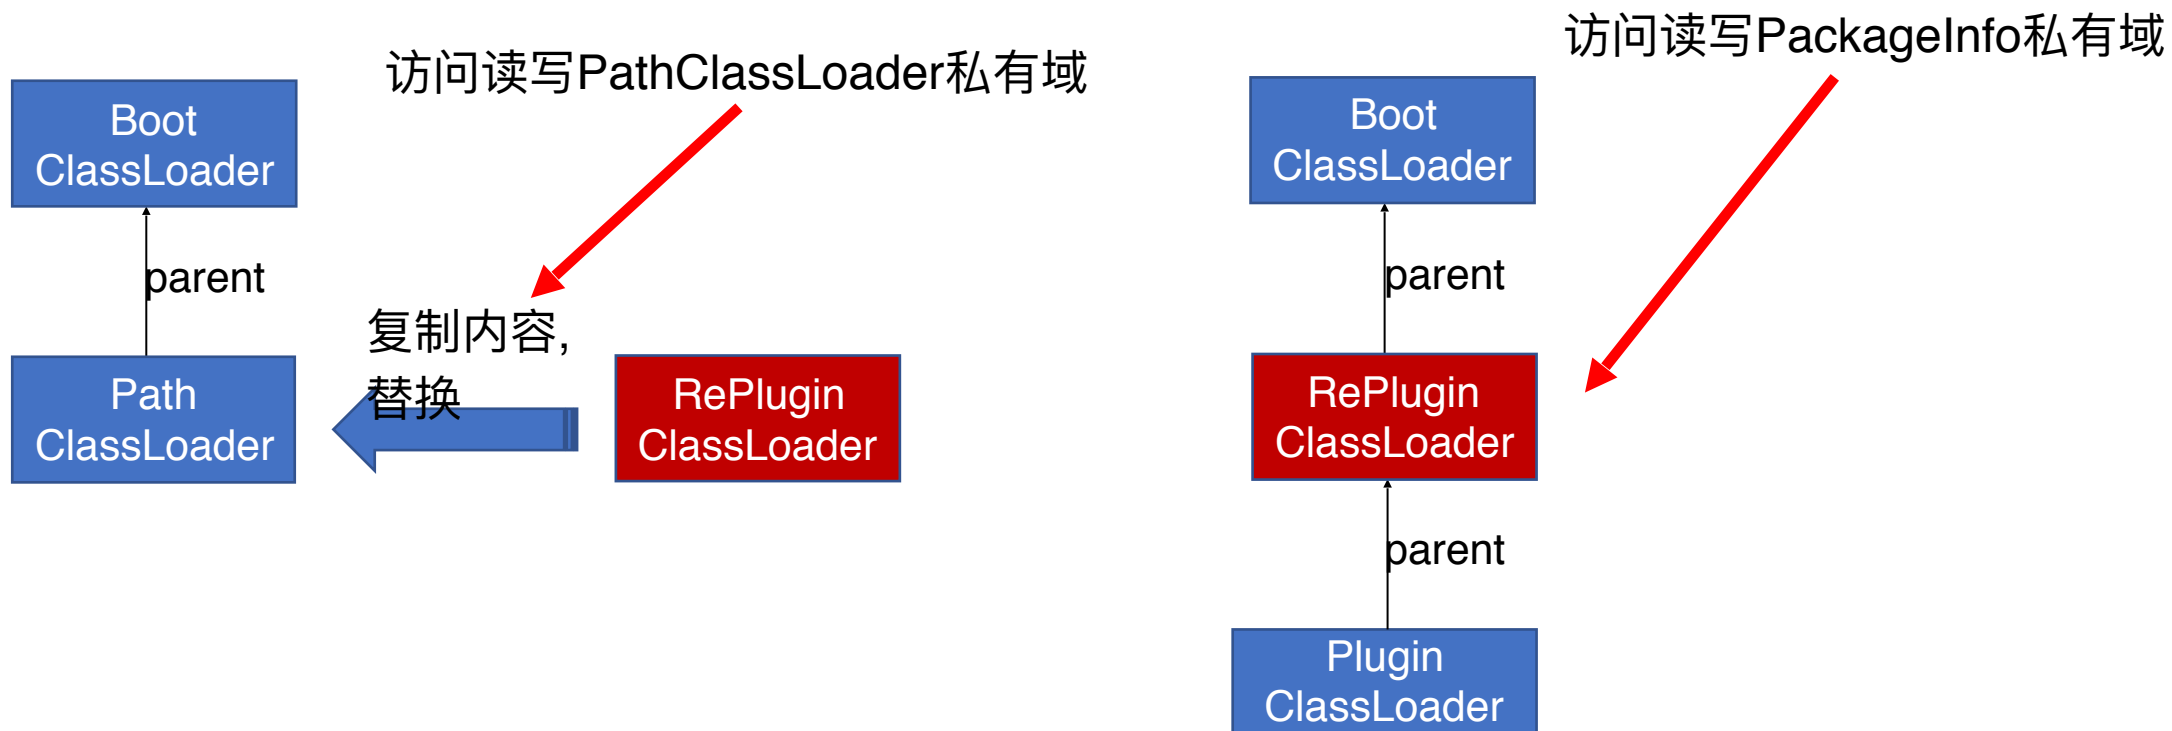 访问读写PathClassLoader私有域
Boot
ClassLoader
parent
复制内容,
替换
Path
ClassLoader
RePlugin
ClassLoader
访问读写PackageInfo私有域
Boot
ClassLoader
parent
RePlugin
ClassLoader
parent
Plugin
ClassLoader